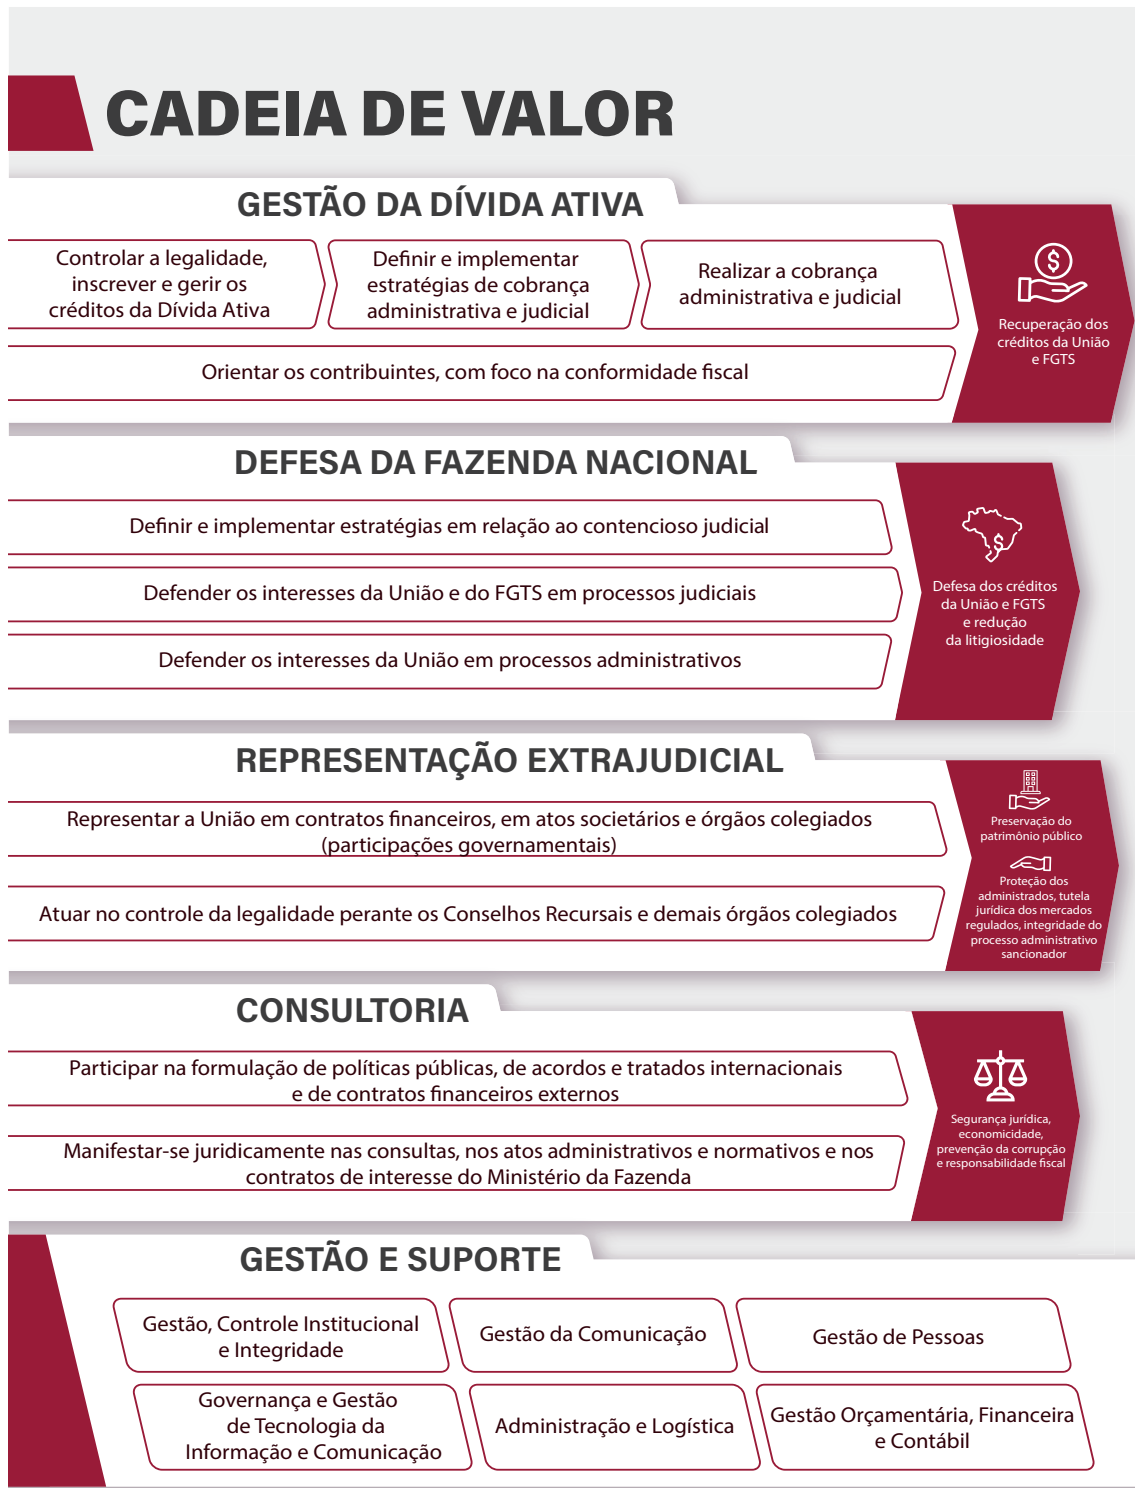 CADEIA DE VALOR
GESTÃO DA DÍVIDA ATIVA
Controlar a legalidade,
inscrever e gerir os
créditos da Dívida Ativa
Definir e implementar
estratégias de cobrança
administrativa e judicial
Realizar a cobrança
administrativa e judicial
Orientar os contribuintes, com foco na conformidade fiscal
Recuperação dos
créditos da União
e FGTS
DEFESA DA FAZENDA NACIONAL
Definir e implementar estratégias em relação ao contencioso judicial
Defender os interesses da União e do FGTS em processos judiciais
Defender os interesses da União em processos administrativos
Defesa dos créditos
da União e FGTS
e redução
da litigiosidade
REPRESENTAÇÃO EXTRAJUDICIAL
Representar a União em contratos financeiros, em atos societários e órgãos colegiados
(participações governamentais)
Atuar no controle da legalidade perante os Conselhos Recursais e demais órgãos colegiados
Preservação do
patrimônio público
Proteção dos
administrados, tutela
jurídica dos mercados
regulados, integridade do
processo administrativo
sancionador
CONSULTORIA
Participar na formulação de políticas públicas, de acordos e tratados internacionais
e de contratos financeiros externos
Manifestar-se juridicamente nas consultas, nos atos administrativos e normativos e nos
contratos de interesse do Ministério da Fazenda
Segurança jurídica,
economicidade,
prevenção da corrupção
e responsabilidade fiscal
GESTÃO E SUPORTE
Gestão, Controle Institucional
e Integridade
Gestão da Comunicação
Gestão de Pessoas
Governança e Gestão
de Tecnologia da
Informação e Comunicação
Administração e Logística
Gestão Orçamentária, Financeira
e Contábil